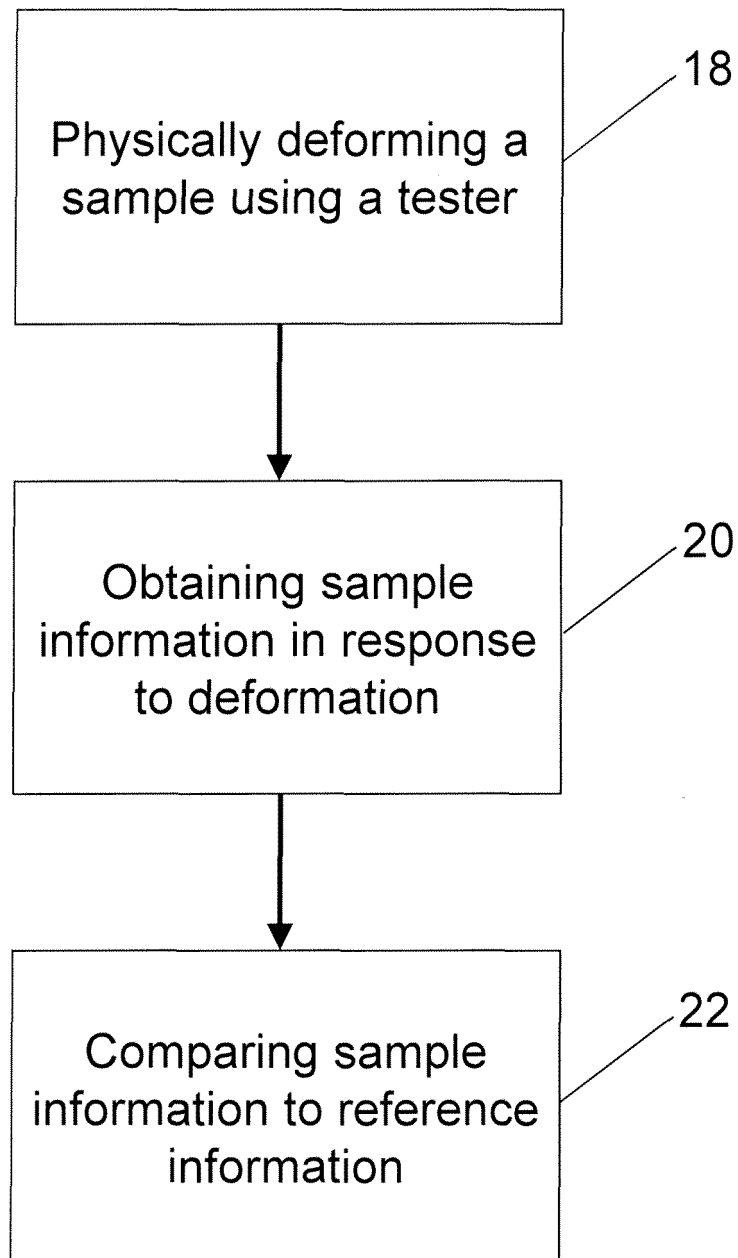 18
Physically deforming a
sample using a tester
20
Obtaining sample
information in response
to deformation
22
Comparing sample
information to reference
information